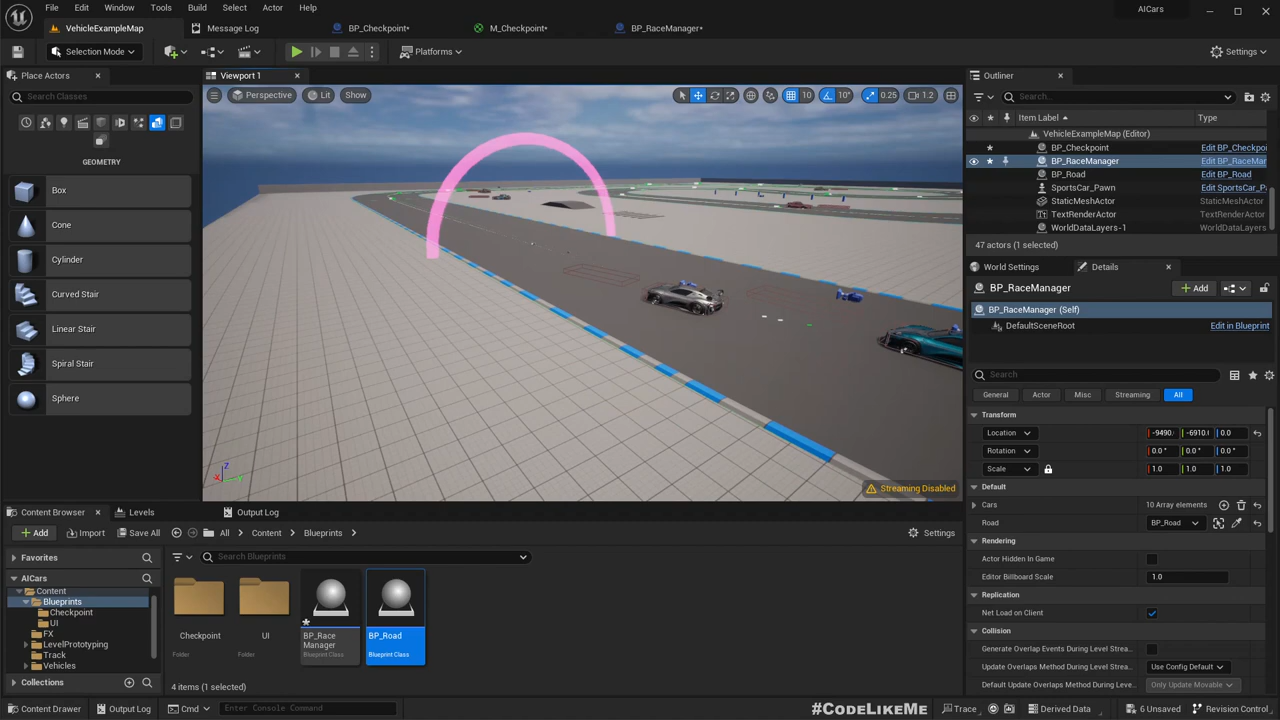 File Edit Window Tools Build Select Actor Help
AICars
VehicleExampleMap Message Log BP_Checkpoint* M_Checkpoint* BP_RaceManager*
Selection Mode Platforms Settings
Place Actors Viewport 1 Outliner
Search Classes Perspective Lit Show 10 10° 0.25 1.2 Search...
Item Label Type
VehicleExampleMap (Editor)
BP_Checkpoint Edit BP_Checkpoi
BP_RaceManager Edit BP_RaceMar
BP_Road Edit BP_Road
SportsCar_Pawn Edit SportsCar_P
StaticMeshActor StaticMeshActor
TextRenderActor TextRenderActor
WorldDataLayers-1 WorldDataLayers
47 actors (1 selected)
GEOMETRY
Box
Cone
Cylinder
Curved Stair
Linear Stair
Spiral Stair
Sphere
Z
X Y
Streaming Disabled
World Settings Details
BP_RaceManager Add
BP_RaceManager (Self)
DefaultSceneRoot Edit in Blueprint
Search
General Actor Misc Streaming All
Transform
Location -9490. -6910.0 0.0
Rotation 0.0° 0.0° 0.0°
Scale 1.0 1.0 1.0
Default
Cars 10 Array elements
Road BP_Road
Rendering
Actor Hidden In Game
Editor Billboard Scale 1.0
Replication
Net Load on Client
Collision
Generate Overlap Events During Level Strea...
Update Overlaps Method During Level... Use Config Default
Default Update Overlaps Method During Leve... Only Update Movable
Content Browser Levels Output Log
Add Import Save All All Content Blueprints Settings
Favorites
AICars
Content
Blueprints
Checkpoint
UI
FX
LevelPrototyping
Track
Vehicles
Collections
Search Blueprints
Checkpoint
Folder
UI
Folder
BP_Race
Manager
Blueprint Class
BP_Road
Blueprint Class
4 items (1 selected)
Content Drawer Output Log Cmd Enter Console Command #CodeLikeMe Trace Derived Data 6 Unsaved Revision Control